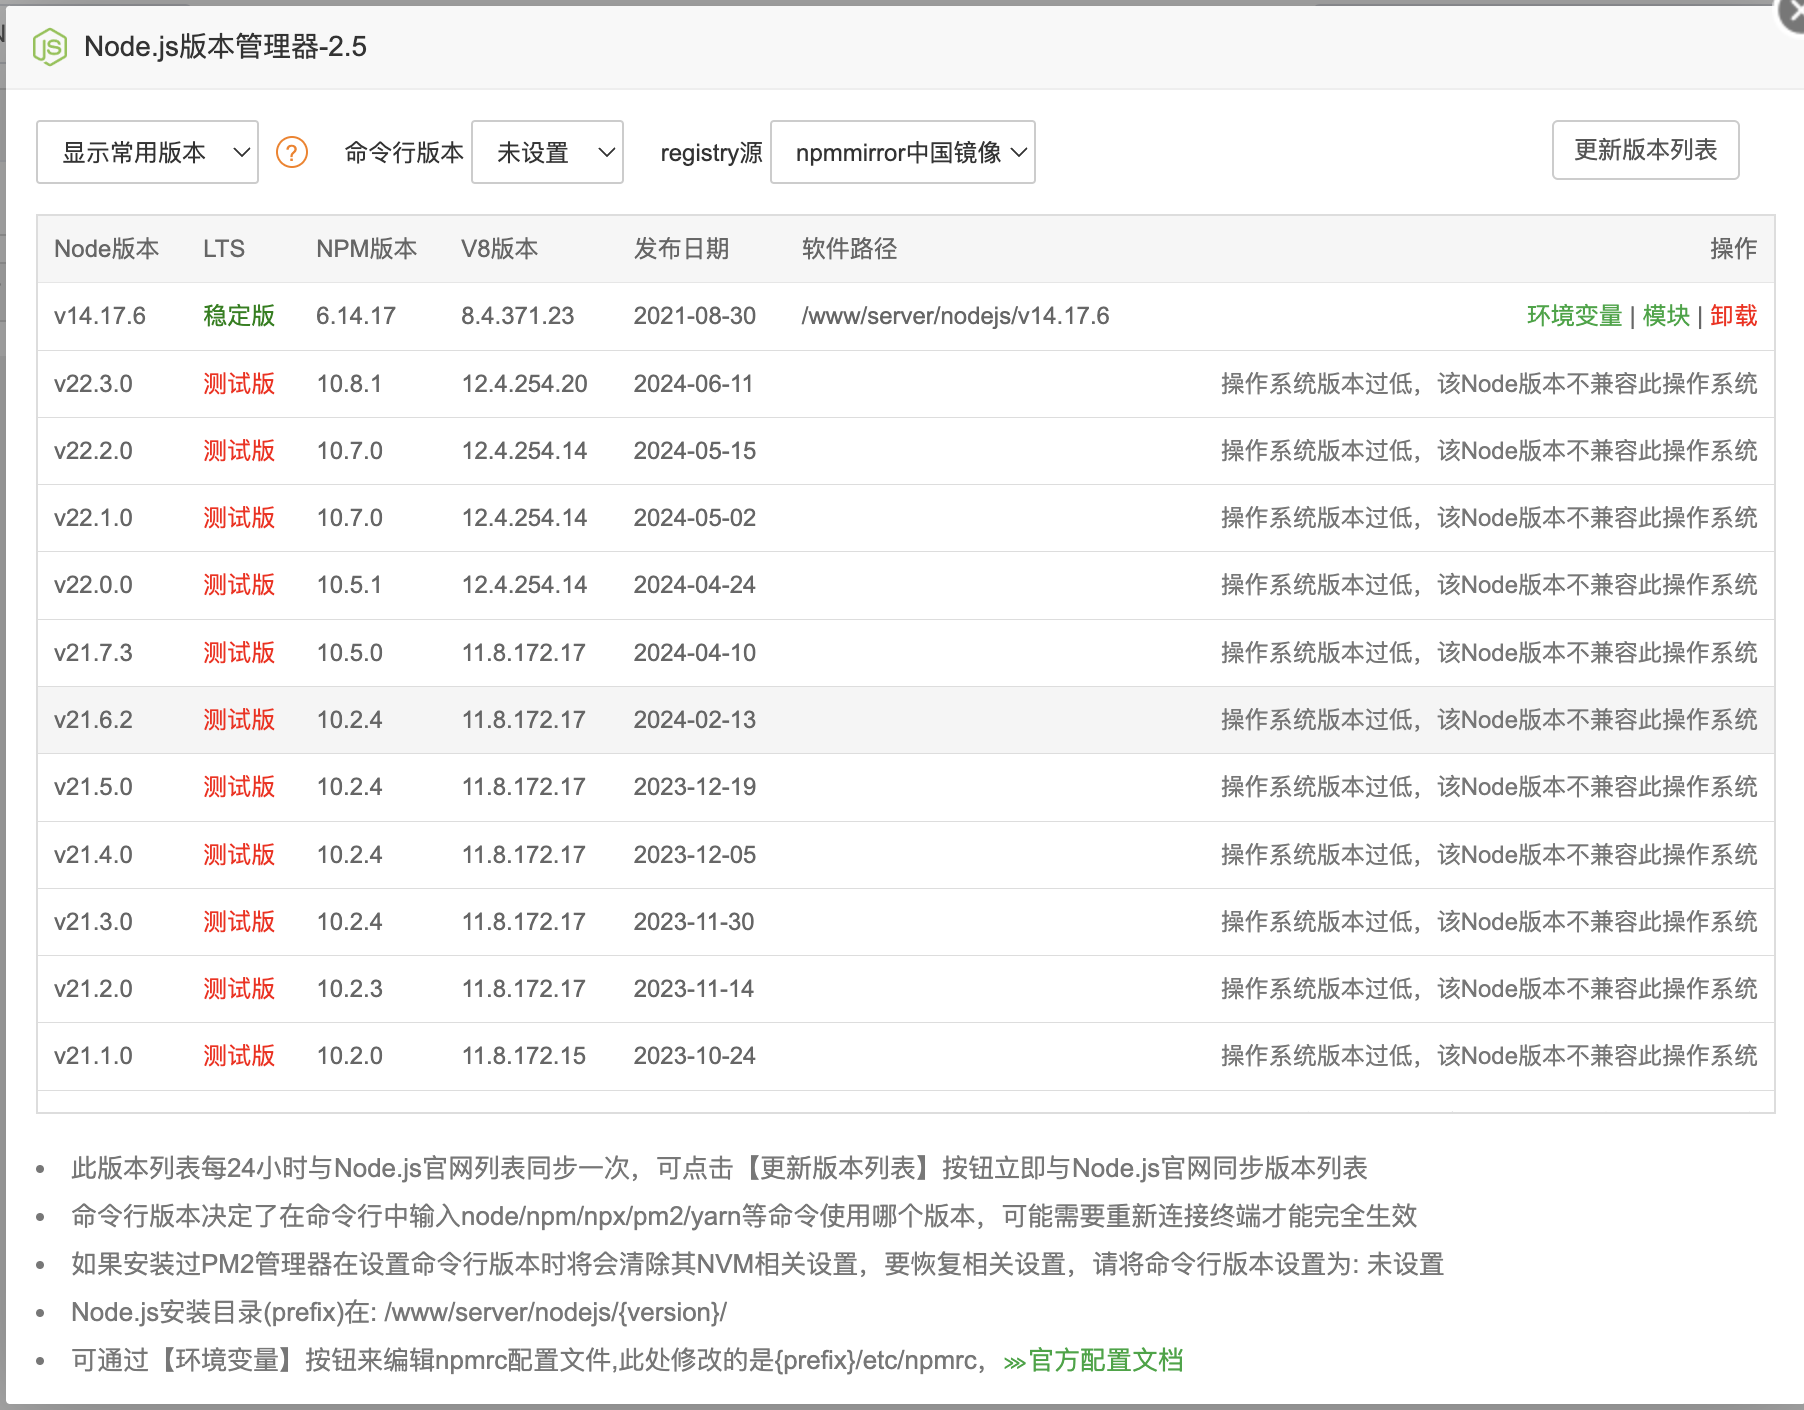 Node.js版本管理器-2.5
显示常用版本 ? 命令行版本 未设置 registry源 npmmirror中国镜像 更新版本列表
Node版本 LTS NPM版本 V8版本 发布日期 软件路径 操作
v14.17.6 稳定版 6.14.17 8.4.371.23 2021-08-30 /www/server/nodejs/v14.17.6 环境变量 | 模块 | 卸载
v22.3.0 测试版 10.8.1 12.4.254.20 2024-06-11 操作系统版本过低，该Node版本不兼容此操作系统
v22.2.0 测试版 10.7.0 12.4.254.14 2024-05-15 操作系统版本过低，该Node版本不兼容此操作系统
v22.1.0 测试版 10.7.0 12.4.254.14 2024-05-02 操作系统版本过低，该Node版本不兼容此操作系统
v22.0.0 测试版 10.5.1 12.4.254.14 2024-04-24 操作系统版本过低，该Node版本不兼容此操作系统
v21.7.3 测试版 10.5.0 11.8.172.17 2024-04-10 操作系统版本过低，该Node版本不兼容此操作系统
v21.6.2 测试版 10.2.4 11.8.172.17 2024-02-13 操作系统版本过低，该Node版本不兼容此操作系统
v21.5.0 测试版 10.2.4 11.8.172.17 2023-12-19 操作系统版本过低，该Node版本不兼容此操作系统
v21.4.0 测试版 10.2.4 11.8.172.17 2023-12-05 操作系统版本过低，该Node版本不兼容此操作系统
v21.3.0 测试版 10.2.4 11.8.172.17 2023-11-30 操作系统版本过低，该Node版本不兼容此操作系统
v21.2.0 测试版 10.2.3 11.8.172.17 2023-11-14 操作系统版本过低，该Node版本不兼容此操作系统
v21.1.0 测试版 10.2.0 11.8.172.15 2023-10-24 操作系统版本过低，该Node版本不兼容此操作系统
• 此版本列表每24小时与Node.js官网列表同步一次，可点击【更新版本列表】按钮立即与Node.js官网同步版本列表
• 命令行版本决定了在命令行中输入node/npm/npx/pm2/yarn等命令使用哪个版本，可能需要重新连接终端才能完全生效
• 如果安装过PM2管理器在设置命令行版本时将会清除其NVM相关设置，要恢复相关设置，请将命令行版本设置为: 未设置
• Node.js安装目录(prefix)在: /www/server/nodejs/{version}/
• 可通过【环境变量】按钮来编辑npmrc配置文件,此处修改的是{prefix}/etc/npmrc， >>>官方配置文档